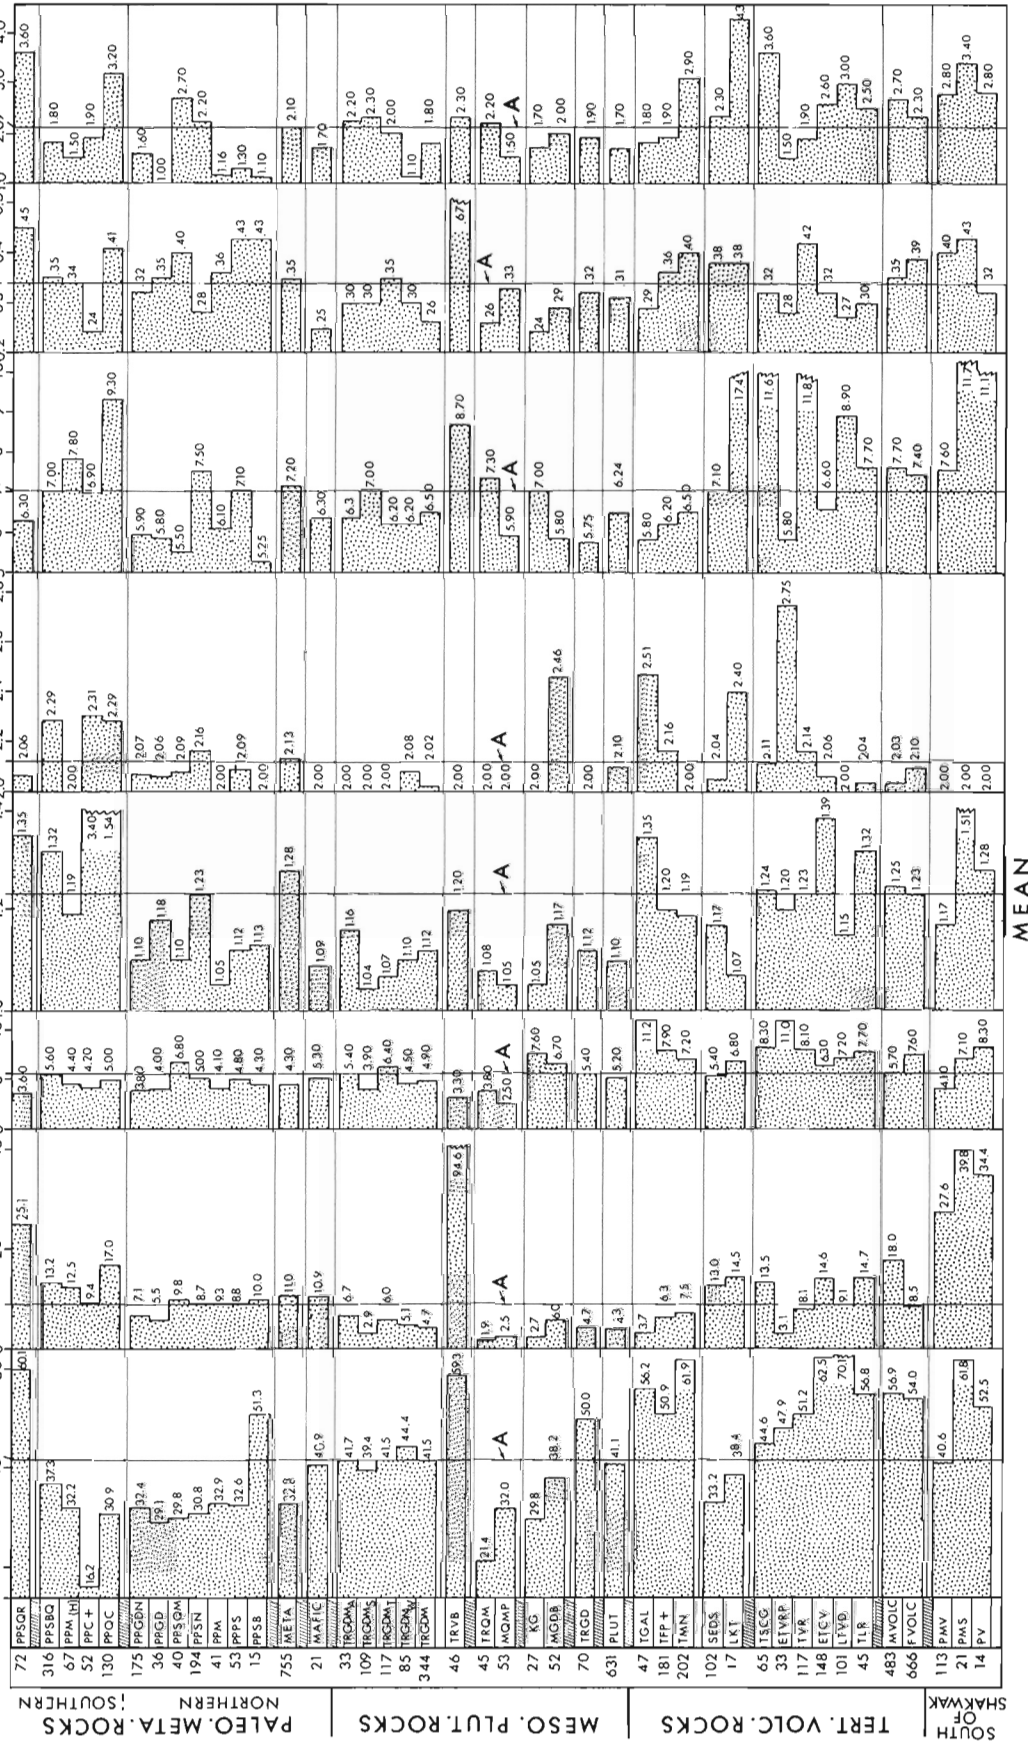 PALEO. META. ROCKS
SOUTHERN
72 PPSQR 60.1 25.1 3.60 1.35 2.06 6.30 45 3.60
316 PPSBQ 37.3 13.2 5.60 1.32 2.29 7.00 35 1.80
67 PPM (H) 32.2 12.5 4.40 1.19 2.00 7.80 34 1.50
52 PPC + 16.2 9.4 4.20 3.40 2.31 6.90 24 1.90
130 PPQC 30.9 17.0 5.00 1.54 2.29 9.30 41 3.20
NORTHERN
175 PPGDN 32.4 7.1 3.80 1.10 2.07 5.90 32 1.60
36 PPGD 29.1 5.5 4.00 1.18 2.06 5.80 35 1.00
40 PPSQM 29.8 9.8 6.80 1.10 2.09 5.50 .40 2.70
194 PPSTN 30.8 8.7 5.00 1.23 2.16 7.50 28 2.20
41 PPM 32.9 9.3 4.10 1.05 2.00 6.10 36 1.16
53 PPPS 32.6 8.8 4.80 1.12 2.09 7.10 43 1.30
15 PPSB 51.3 10.0 4.30 1.13 2.00 5.25 43 1.10
755 META 32.8 11.0 4.30 1.28 2.13 7.20 .35 2.10
21 MAFIC 40.9 10.9 5.30 1.09 2.00 6.30 25 1.70
MESO. PLUT. ROCKS
33 TRGDMA 41.7 6.7 5.40 1.16 2.00 6.3 30 2.20
109 TRGDMS 39.4 2.9 3.90 1.04 2.00 7.00 30 2.30
117 TRGDMT 41.5 6.0 6.40 1.07 2.00 6.20 .35 2.00
85 TRGDMW 44.4 5.1 4.50 1.10 2.08 6.20 30 1.10
344 TRGDM 41.5 4.7 4.90 1.12 2.02 6.50 26 1.80
46 TRVB 59.3 94.6 3.30 1.20 2.00 8.70 .67 2.30
45 TRQM 21.4 1.9 3.80 1.08 2.00 7.30 26 2.20
53 MQMP 32.0 2.5 2.50 1.05 2.00 5.90 33 1.50
A A A A A A A A
27 KG 29.8 2.7 7.60 1.05 2.00 7.00 24 1.70
52 MGDB 38.2 6.0 6.70 1.17 2.46 5.80 29 2.00
70 TRGD 50.0 4.7 5.40 1.12 2.00 5.75 32 1.90
631 PLUT 41.1 4.3 5.20 1.10 2.10 6.24 31 1.70
TERT. VOLC. ROCKS
47 TGAL 56.2 3.7 11.2 1.35 2.51 5.80 29 1.80
181 TFP+ 50.9 6.3 7.90 1.20 2.16 6.20 36 1.90
202 TMN 61.9 7.5 7.20 1.19 2.00 6.50 .40 2.90
102 SEDS 33.2 13.0 5.40 1.17 2.04 7.10 38 2.30
17 LKT 38.4 14.5 6.80 1.07 2.40 17.4 38 4.3
65 TSCG 44.6 13.5 8.30 1.24 2.11 11.6 32 3.60
33 ETVRP 47.9 3.1 11.0 1.20 2.75 5.80 28 1.50
117 TVR 51.2 8.1 8.10 1.23 2.14 11.8 42 1.90
148 ETCV 62.5 14.6 6.30 1.39 2.06 6.60 32 2.60
101 LTVD 70.1 9.1 7.20 1.15 2.00 8.90 27 3.00
45 TLR 56.8 14.7 7.70 1.32 2.04 7.70 30 2.50
483 MVOLC 56.9 18.0 5.70 1.25 2.03 7.70 35 2.70
666 FVOLC 54.0 8.5 7.60 1.23 2.10 7.40 39 2.30
SOUTH
OF
SHAKWAK
113 PMV 40.6 27.6 4.10 1.17 2.00 7.60 40 2.80
21 PMS 61.8 39.8 7.10 1.51 2.00 11.7 43 3.40
14 PV 52.5 34.4 8.30 1.28 2.00 11.1 32 2.80
MEAN